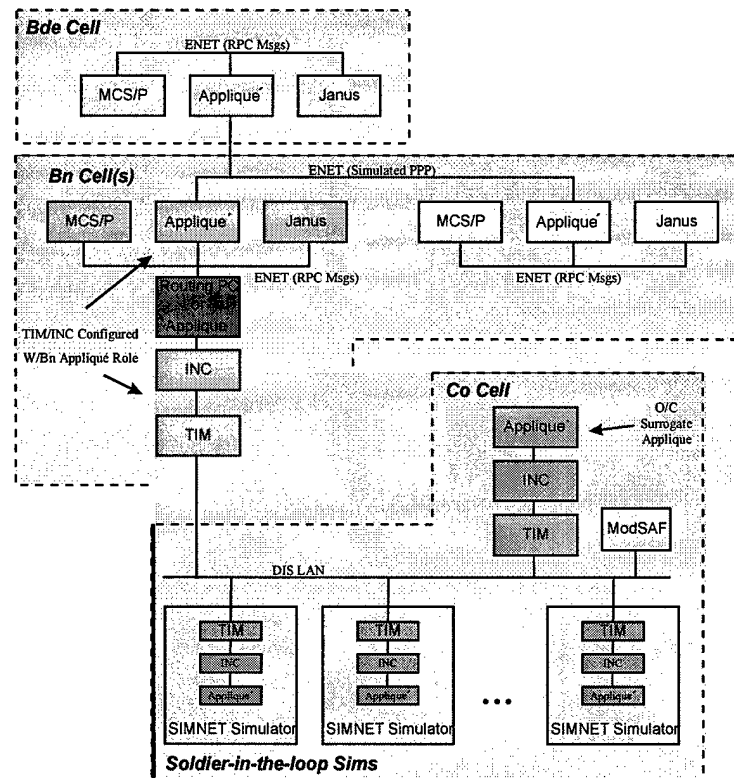 Bde Cell
ENET (RPC Msgs)
MCS/P
Appliqué
Janus
ENET (Simulated PPP)
Bn Cell(s)
MCS/P
Appliqué
Janus
MCS/P
Appliqué
Janus
ENET (RPC Msgs)
ENET (RPC Msgs)
Routing PC
Appliqué
TIM/INC Configured
W/Bn Appliqué Role
INC
TIM
Co Cell
Appliqué
O/C
Surrogate
Applique
INC
TIM
ModSAF
DIS LAN
TIM
INC
Appliqué
SIMNET Simulator
TIM
INC
Appliqué
SIMNET Simulator
...
TIM
INC
Appliqué
SIMNET Simulator
Soldier-in-the-loop Sims